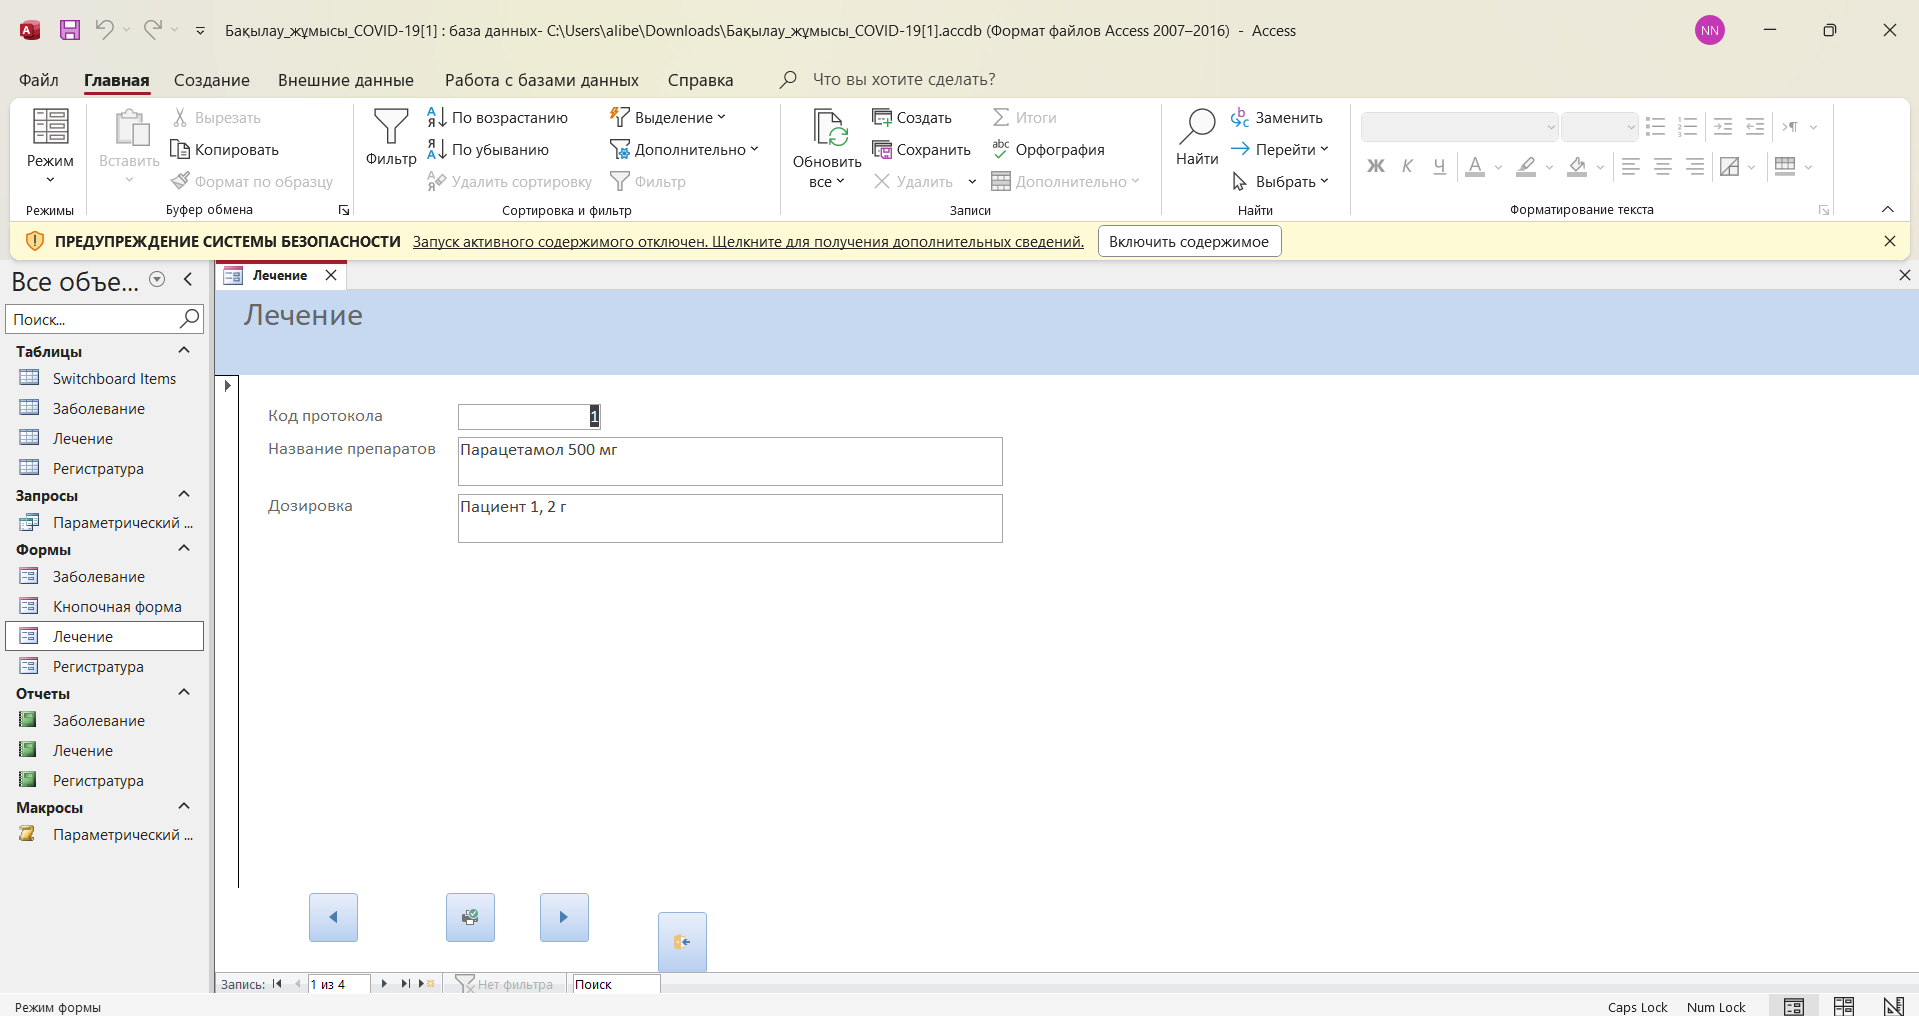 Бақылау_жұмысы_COVID-19[1] : база данных- C:\Users\alibe\Downloads\Бақылау_жұмысы_COVID-19[1].accdb (Формат файлов Access 2007–2016) - Access
NN
Файл Главная Создание Внешние данные Работа с базами данных Справка Что вы хотите сделать?
Режим
Режимы
Вставить
Вырезать
Копировать
Формат по образцу
Буфер обмена
Фильтр
По возрастанию
По убыванию
Удалить сортировку
Выделение
Дополнительно
Фильтр
Сортировка и фильтр
Обновить
все
Создать
Сохранить
Удалить
Итоги
Орфография
Дополнительно
Записи
Найти
Заменить
Перейти
Выбрать
Найти
Ж К Ч А
Форматирование текста
ПРЕДУПРЕЖДЕНИЕ СИСТЕМЫ БЕЗОПАСНОСТИ Запуск активного содержимого отключен. Щелкните для получения дополнительных сведений. Включить содержимое
Все объе...
Поиск...
Таблицы
Switchboard Items
Заболевание
Лечение
Регистратура
Запросы
Параметрический ...
Формы
Заболевание
Кнопочная форма
Лечение
Регистратура
Отчеты
Заболевание
Лечение
Регистратура
Макросы
Параметрический ...
Лечение
Лечение
Код протокола 1
Название препаратов Парацетамол 500 мг
Дозировка Пациент 1, 2 г
Запись: 1 из 4 Нет фильтра Поиск
Режим формы Caps Lock Num Lock